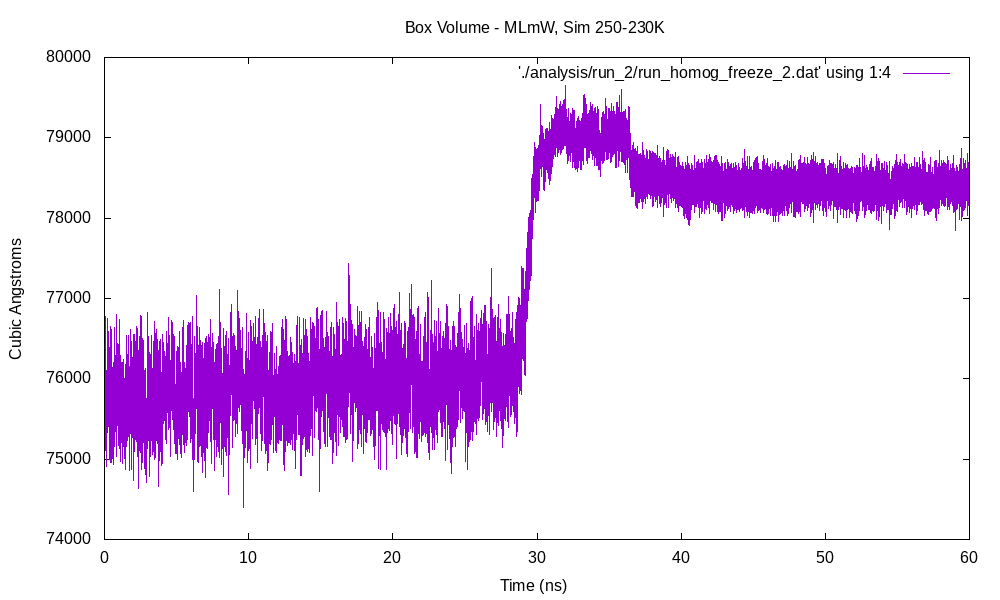 Box Volume - MLmW, Sim 250-230K
80000
'./analysis/run_2/run_homog_freeze_2.dat' using 1:4
79000
78000
77000
76000
75000
74000
Cubic Angstroms
0 10 20 30 40 50 60
Time (ns)